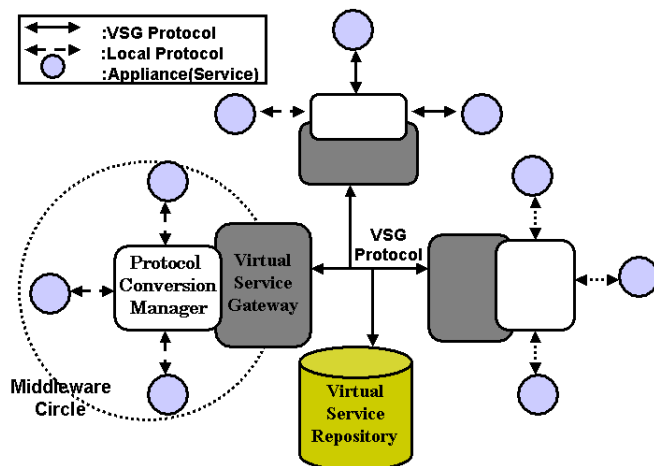 :VSG Protocol
:Local Protocol
:Appliance(Service)
VSG
Protocol
Protocol
Conversion
Manager
Virtual
Service
Gateway
Middleware
Circle
Virtual
Service
Repository